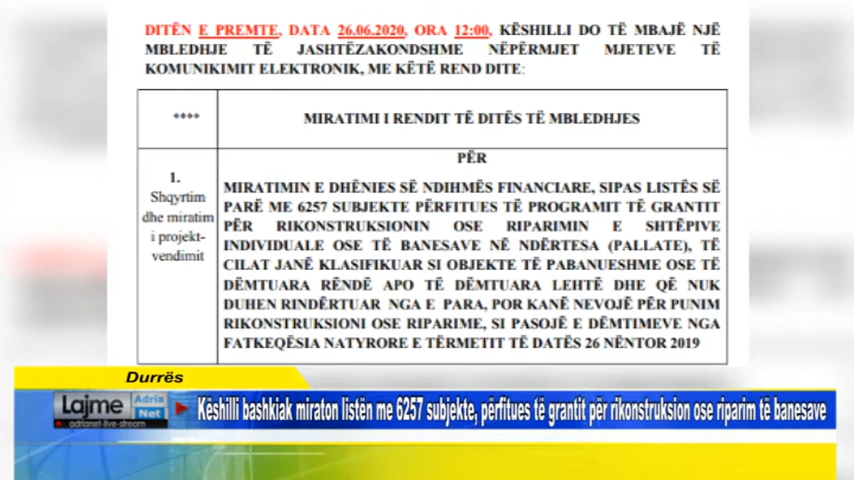 DITËN E PREMTE, DATA 26.06.2020, ORA 12:00, KËSHILLI DO TË MBAJË NJË
MBLEDHJE TË JASHTËZAKONDSHME NËPËRMJET MJETEVE TË
KOMUNIKIMIT ELEKTRONIK, ME KËTË REND DITE:
**** MIRATIMI I RENDIT TË DITËS TË MBLEDHJES
1.
Shqyrtim
dhe miratim
i projekt-
vendimit
PËR
MIRATIMIN E DHËNIES SË NDIHMËS FINANCIARE, SIPAS LISTËS SË
PARË ME 6257 SUBJEKTE PËRFITUES TË PROGRAMIT TË GRANTIT
PËR RIKONSTRUKSIONIN OSE RIPARIMIN E SHTËPIVE
INDIVIDUALE OSE TË BANESAVE NË NDËRTESA (PALLATE), TË
CILAT JANË KLASIFIKUAR SI OBJEKTE TË PABANUESHME OSE TË
DËMTUARA RËNDË APO TË DËMTUARA LEHTË DHE QË NUK
DUHEN RINDËRTUAR NGA E PARA, POR KANË NEVOJË PËR PUNIM
RIKONSTRUKSIONI OSE RIPARIME, SI PASOJË E DËMTIMEVE NGA
FATKEQËSIA NATYRORE E TËRMETIT TË DATËS 26 NËNTOR 2019
Durrës
Lajme Adria Net
adrianet-live-stream
Këshilli bashkiak miraton listën me 6257 subjekte, përfitues të grantit për rikonstruksion ose riparim të banesave